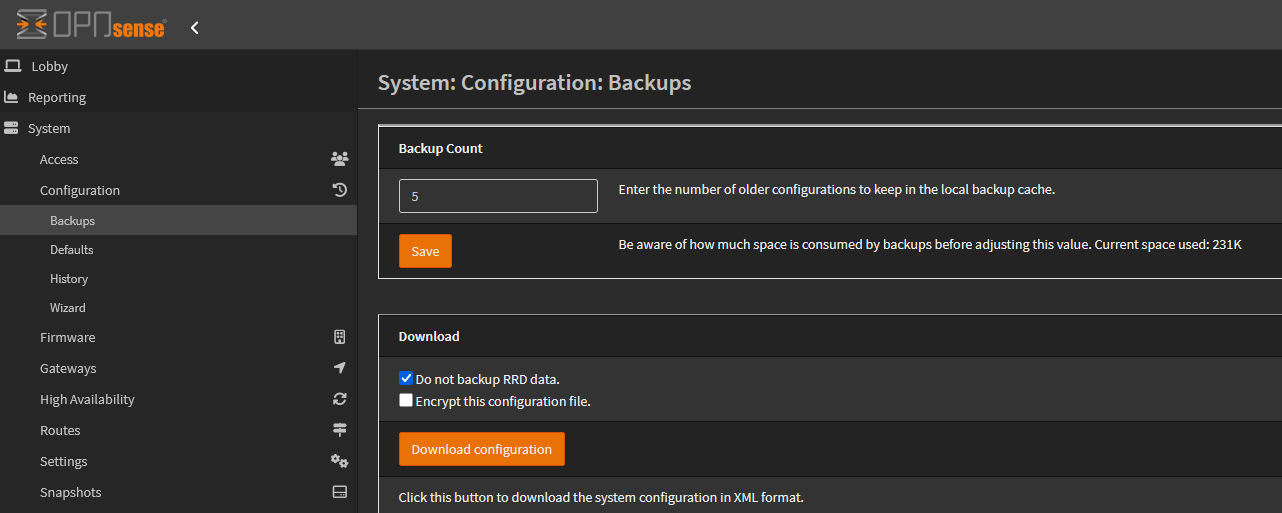 OPNsense
Lobby
Reporting
System
Access
Configuration
Backups
Defaults
History
Wizard
Firmware
Gateways
High Availability
Routes
Settings
Snapshots
System: Configuration: Backups
Backup Count
5 Enter the number of older configurations to keep in the local backup cache.
Save Be aware of how much space is consumed by backups before adjusting this value. Current space used: 231K
Download
Do not backup RRD data.
Encrypt this configuration file.
Download configuration
Click this button to download the system configuration in XML format.